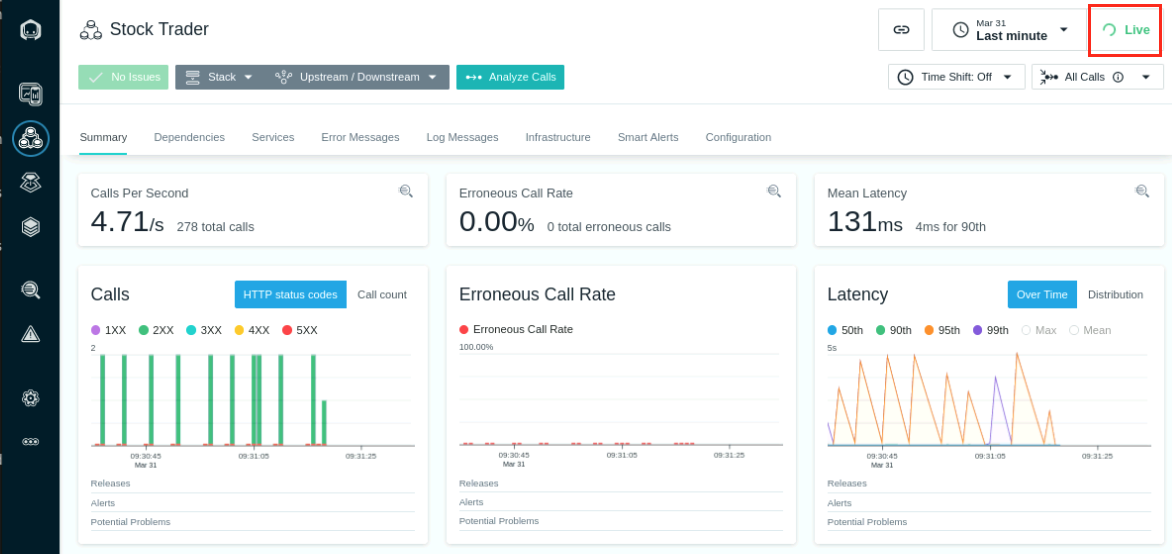 Stock Trader
Mar 31
Last minute
Live
No Issues
Stack
Upstream / Downstream
Analyze Calls
Time Shift: Off
All Calls
Summary
Dependencies
Services
Error Messages
Log Messages
Infrastructure
Smart Alerts
Configuration
Calls Per Second
4.71/s 278 total calls
Erroneous Call Rate
0.00% 0 total erroneous calls
Mean Latency
131ms 4ms for 90th
Calls
HTTP status codes
Call count
1XX 2XX 3XX 4XX 5XX
2
09:30:45 09:31:05 09:31:25
Mar 31
Releases
Alerts
Potential Problems
Erroneous Call Rate
Erroneous Call Rate
100.00%
09:30:45 09:31:05 09:31:25
Mar 31
Releases
Alerts
Potential Problems
Latency
Over Time
Distribution
50th 90th 95th 99th Max Mean
5s
09:30:45 09:31:05 09:31:25
Mar 31
Releases
Alerts
Potential Problems